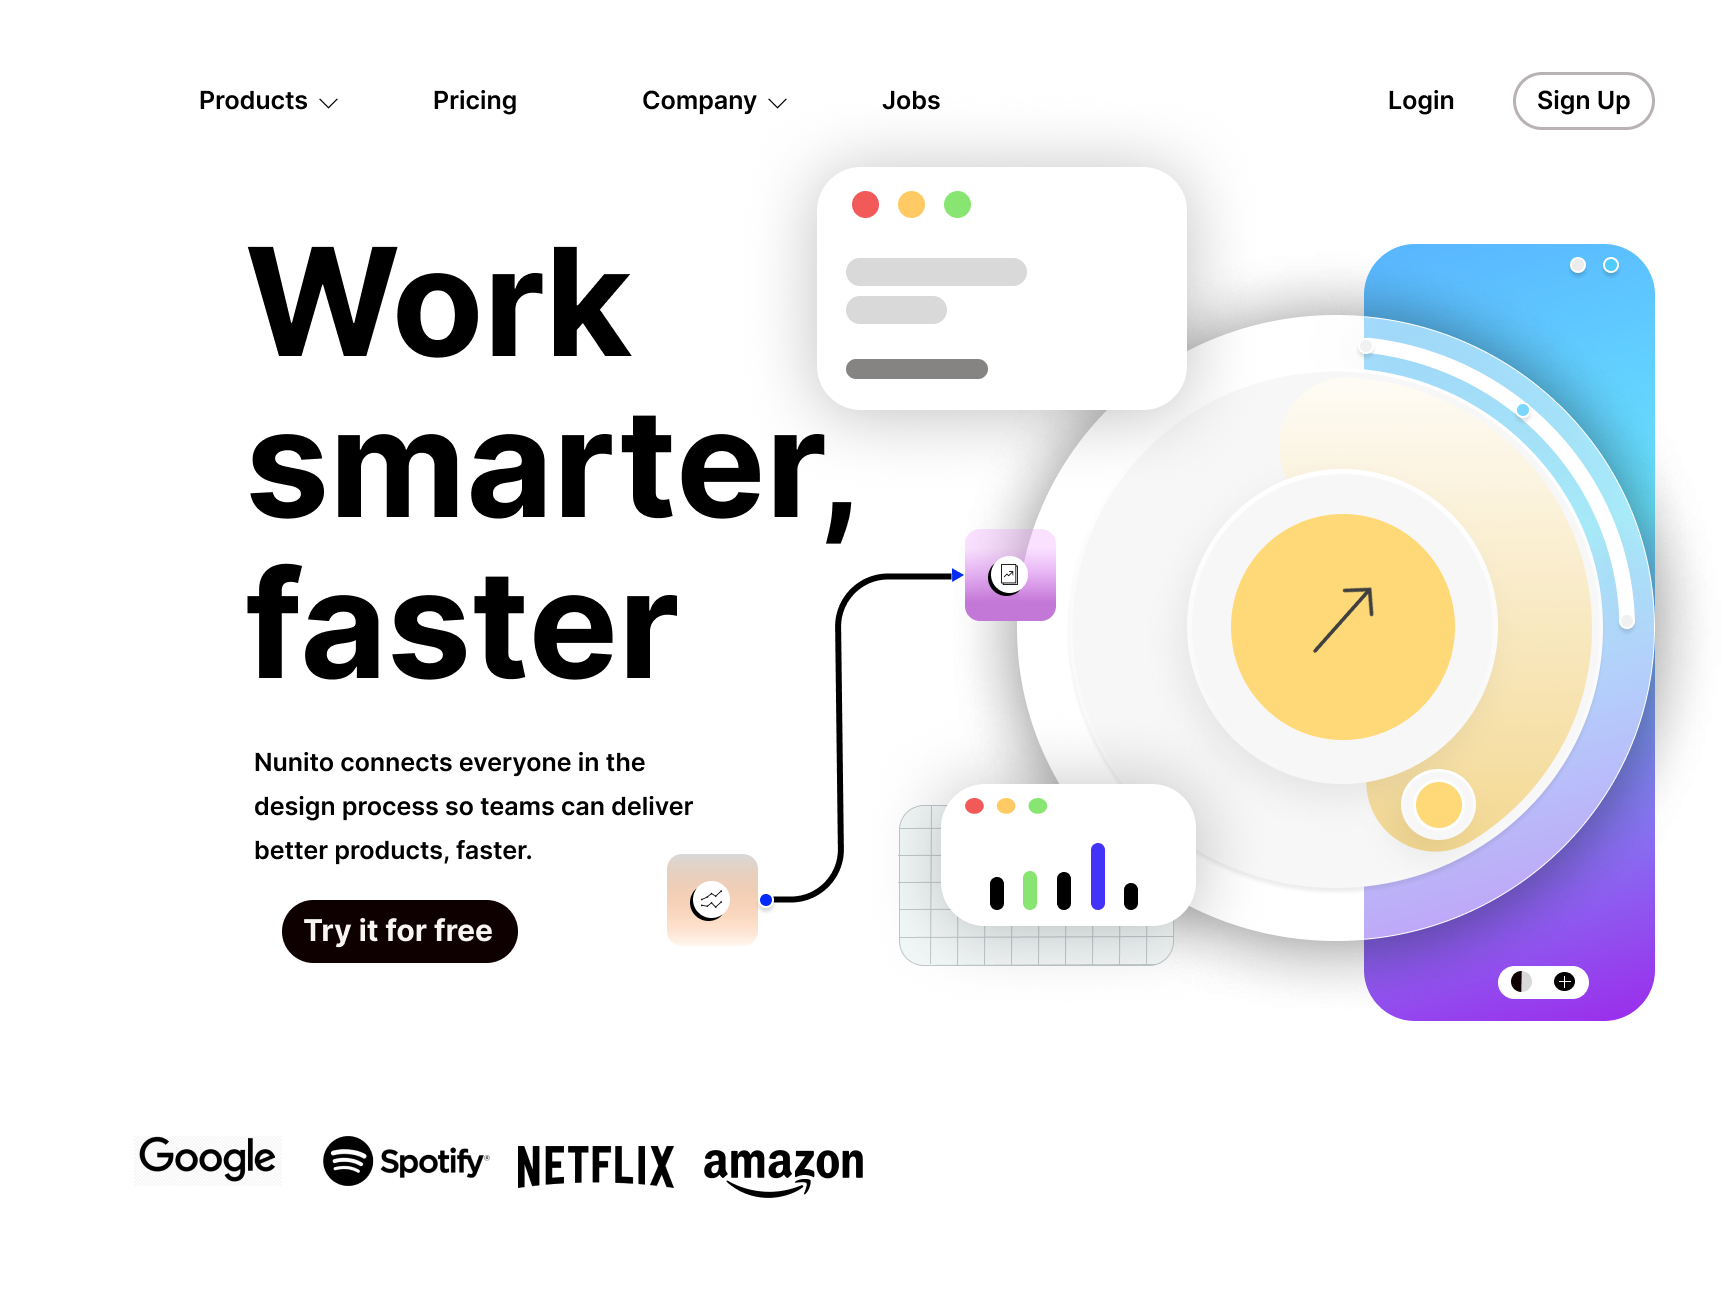 Products
Pricing
Company
Jobs
Login
Sign Up
Work
smarter,
faster
Nunito connects everyone in the
design process so teams can deliver
better products, faster.
Try it for free
Google
Spotify®
NETFLIX
amazon